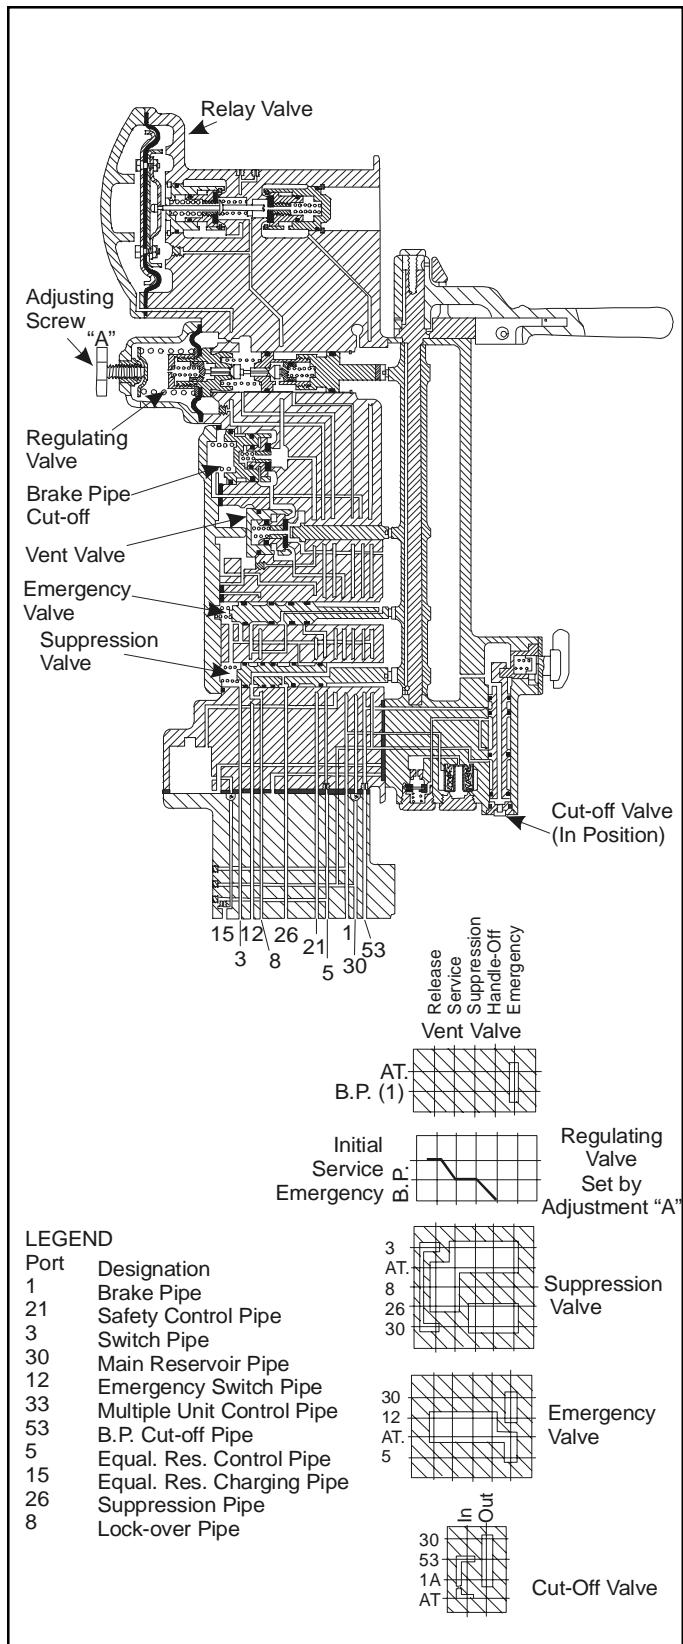 Relay Valve
Adjusting
Screw
“A”
Regulating
Valve
Brake Pipe
Cut-off
Vent Valve
Emergency
Valve
Suppression
Valve
Cut-off Valve
(In Position)
15 12 26 21 1 53
3 8 5 30
Release
Service
Suppression
Handle-Off
Emergency
Vent Valve
AT.
B.P. (1)
Initial
Service
Emergency
B.P.
Regulating
Valve
Set by
Adjustment “A”
3
AT.
8
26
30
Suppression
Valve
30
12
AT.
5
Emergency
Valve
In
Out
30
53
1A
AT
Cut-Off Valve
LEGEND
Port Designation
1 Brake Pipe
21 Safety Control Pipe
3 Switch Pipe
30 Main Reservoir Pipe
12 Emergency Switch Pipe
33 Multiple Unit Control Pipe
53 B.P. Cut-off Pipe
5 Equal. Res. Control Pipe
15 Equal. Res. Charging Pipe
26 Suppression Pipe
8 Lock-over Pipe